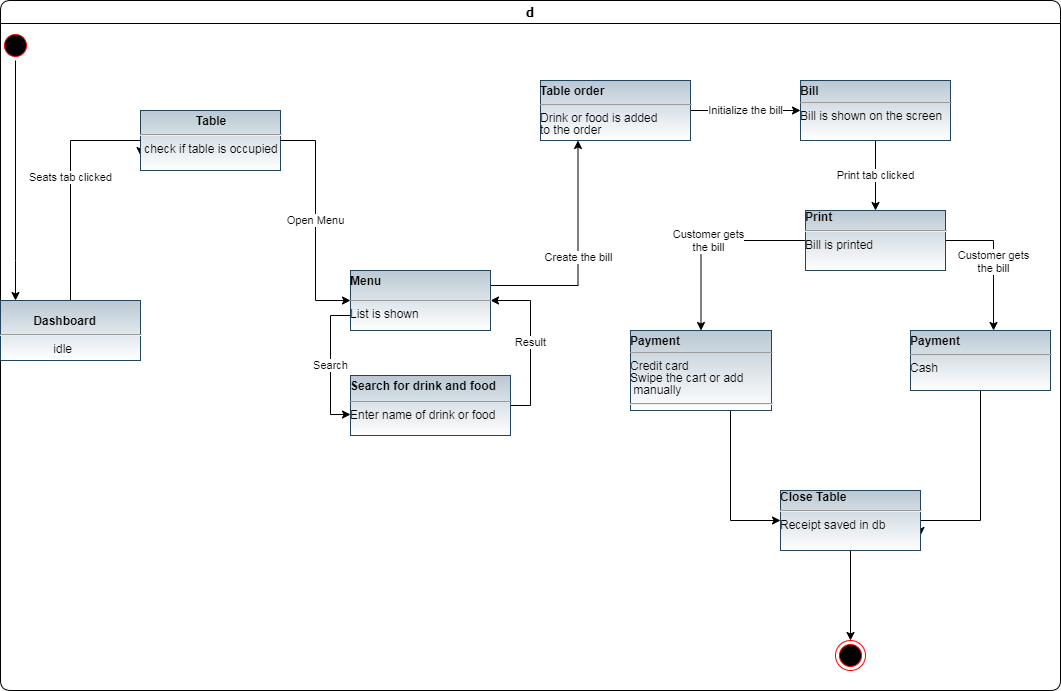 d
Table
check if table is occupied
Seats tab clicked
Dashboard
idle
Open Menu
Menu
List is shown
Search
Result
Search for drink and food
Enter name of drink or food
Create the bill
Table order
Drink or food is added
to the order
Initialize the bill
Bill
Bill is shown on the screen
Print tab clicked
Print
Bill is printed
Customer gets
the bill
Customer gets
the bill
Payment
Credit card
Swipe the cart or add
manually
Payment
Cash
Close Table
Receipt saved in db